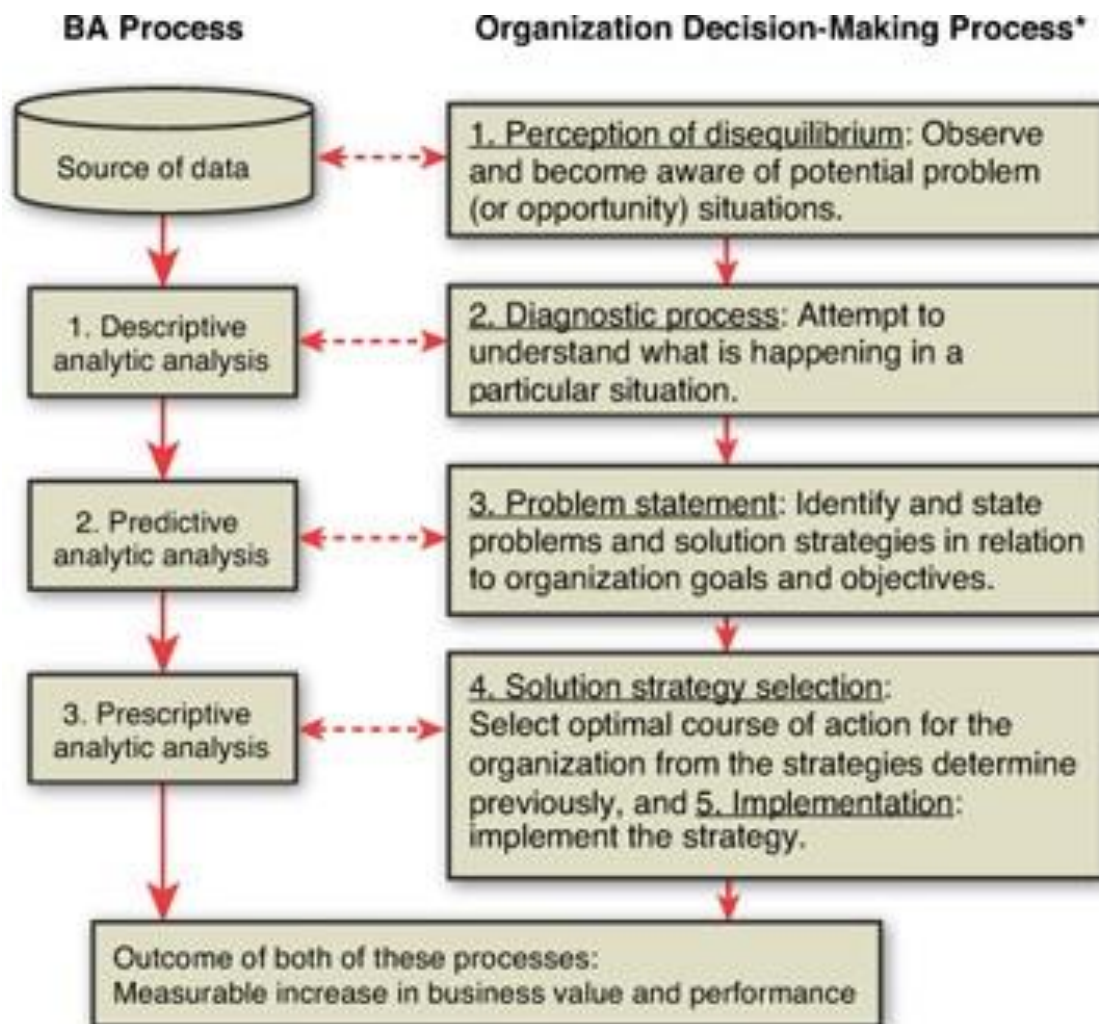 BA Process
Organization Decision-Making Process*
Source of data
1. Perception of disequilibrium: Observe
and become aware of potential problem
(or opportunity) situations.
1. Descriptive
analytic analysis
2. Diagnostic process: Attempt to
understand what is happening in a
particular situation.
2. Predictive
analytic analysis
3. Problem statement: Identify and state
problems and solution strategies in relation
to organization goals and objectives.
3. Prescriptive
analytic analysis
4. Solution strategy selection:
Select optimal course of action for the
organization from the strategies determine
previously, and 5. Implementation:
implement the strategy.
Outcome of both of these processes:
Measurable increase in business value and performance